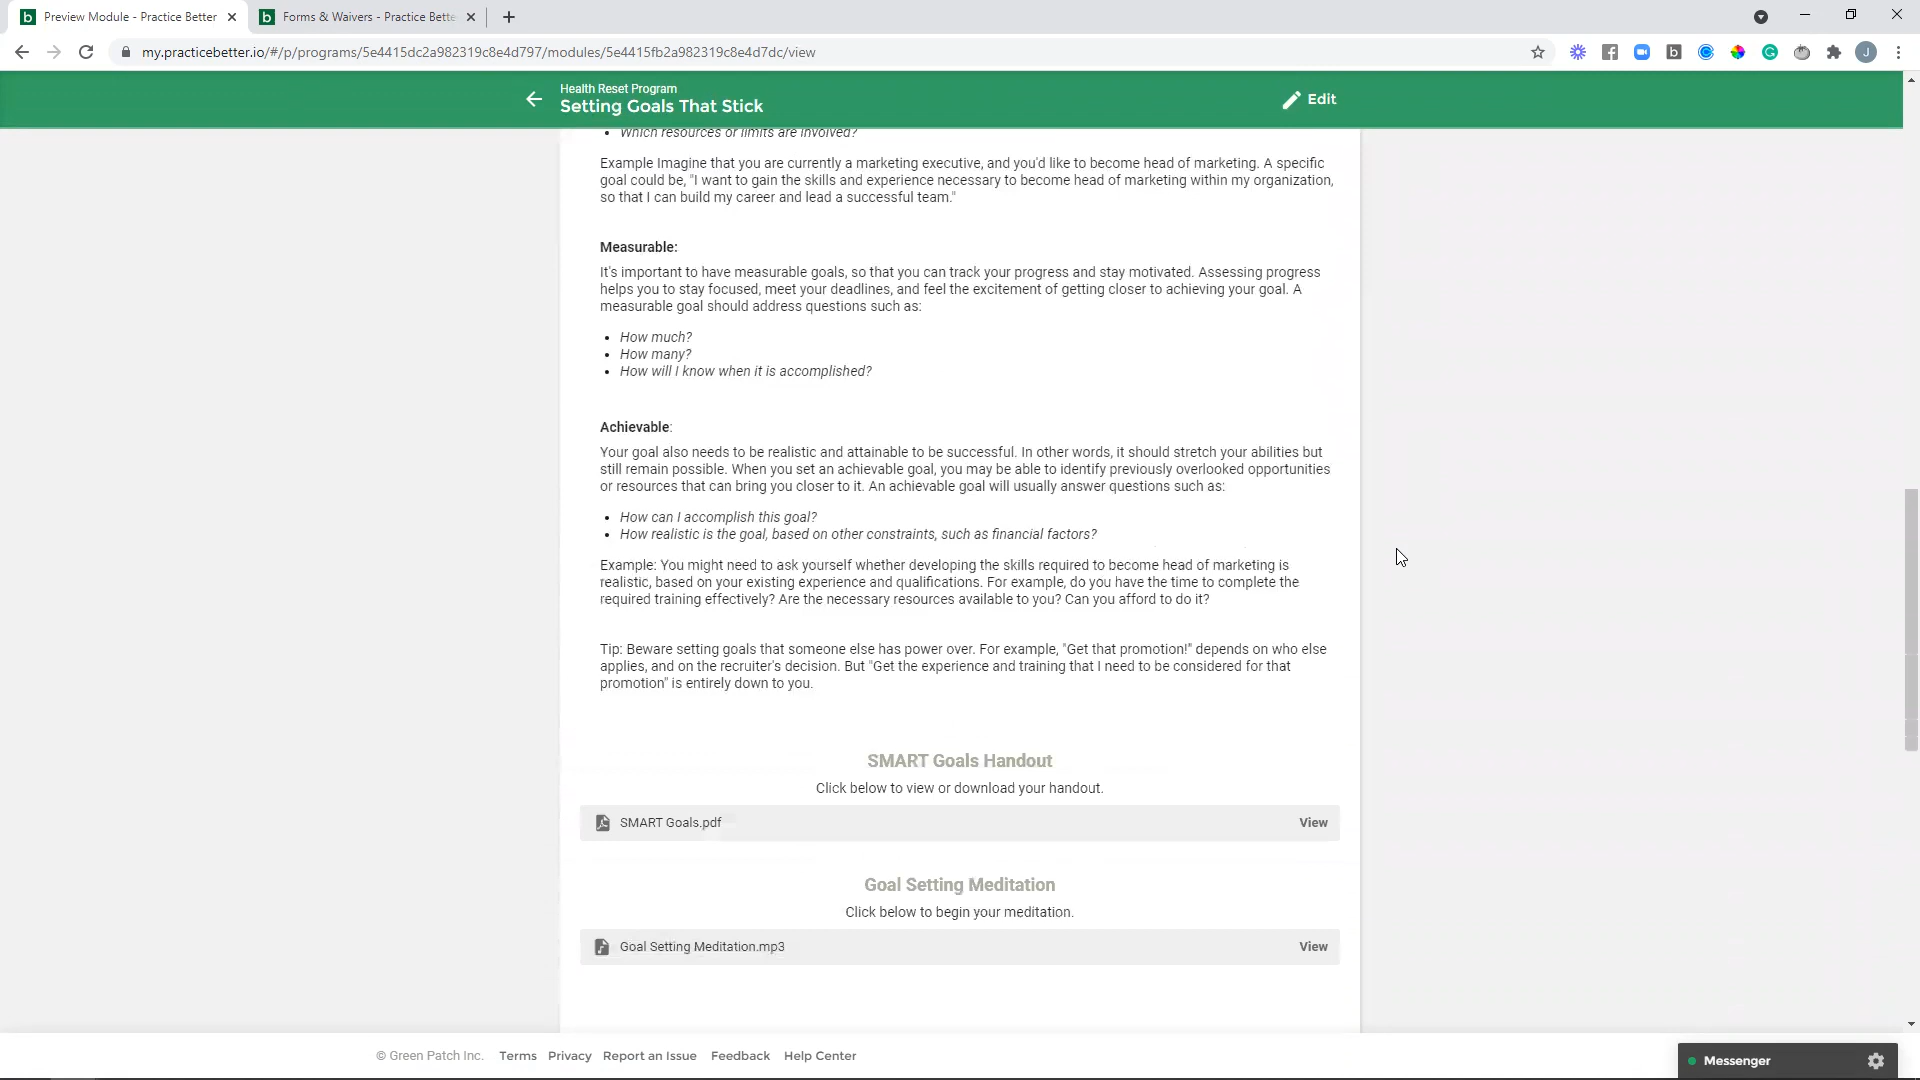 Preview Module - Practice Better
Forms & Waivers - Practice Bette
my.practicebetter.io/#/p/programs/5e4415dc2a982319c8e4d797/modules/5e4415fb2a982319c8e4d7dc/view
Health Reset Program
Setting Goals That Stick
Edit
Which resources or limits are involved?
Example Imagine that you are currently a marketing executive, and you'd like to become head of marketing. A specific
goal could be, "I want to gain the skills and experience necessary to become head of marketing within my organization,
so that I can build my career and lead a successful team."
Measurable:
It's important to have measurable goals, so that you can track your progress and stay motivated. Assessing progress
helps you to stay focused, meet your deadlines, and feel the excitement of getting closer to achieving your goal. A
measurable goal should address questions such as:
How much?
How many?
How will I know when it is accomplished?
Achievable:
Your goal also needs to be realistic and attainable to be successful. In other words, it should stretch your abilities but
still remain possible. When you set an achievable goal, you may be able to identify previously overlooked opportunities
or resources that can bring you closer to it. An achievable goal will usually answer questions such as:
How can I accomplish this goal?
How realistic is the goal, based on other constraints, such as financial factors?
Example: You might need to ask yourself whether developing the skills required to become head of marketing is
realistic, based on your existing experience and qualifications. For example, do you have the time to complete the
required training effectively? Are the necessary resources available to you? Can you afford to do it?
Tip: Beware setting goals that someone else has power over. For example, "Get that promotion!" depends on who else
applies, and on the recruiter's decision. But "Get the experience and training that I need to be considered for that
promotion" is entirely down to you.
SMART Goals Handout
Click below to view or download your handout.
SMART Goals.pdf View
Goal Setting Meditation
Click below to begin your meditation.
Goal Setting Meditation.mp3 View
© Green Patch Inc. Terms Privacy Report an Issue Feedback Help Center
Messenger